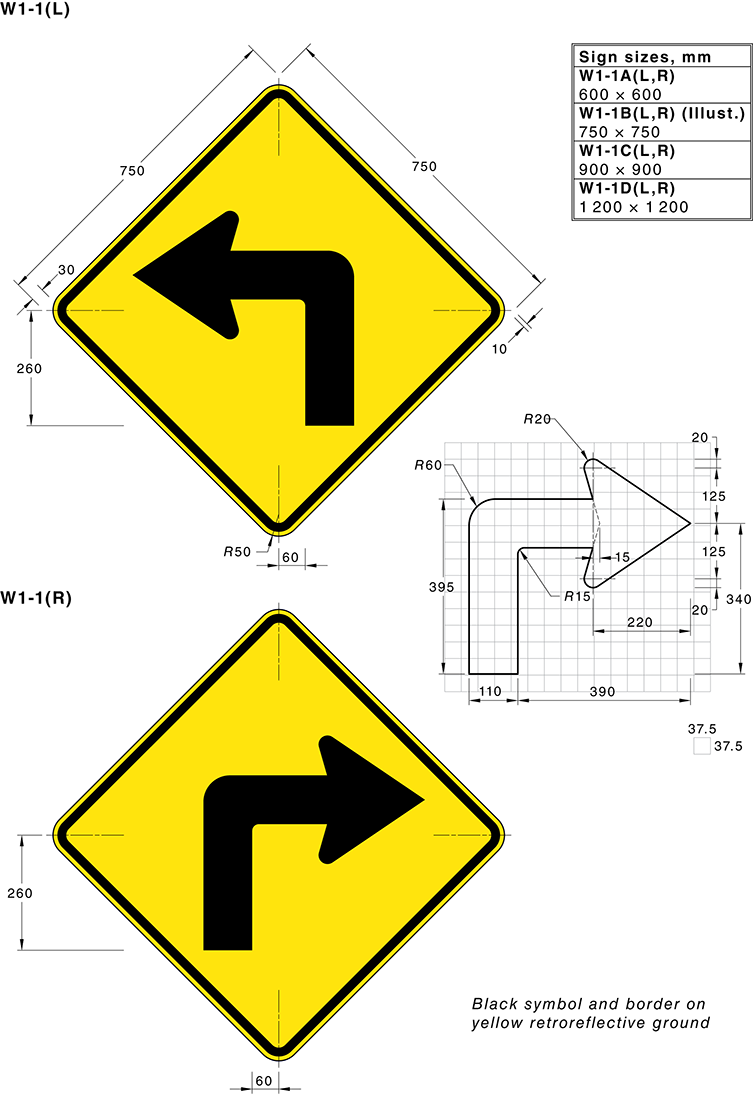 W1-1(L)
Sign sizes, mm
W1-1A(L,R)
600 × 600
W1-1B(L,R) (Illust.)
750 × 750
W1-1C(L,R)
900 × 900
W1-1D(L,R)
1 200 × 1 200
750
750
30
260
10
R50
60
R20
20
R60
125
125
15
395
R15
20
340
220
110
390
37.5
37.5
W1-1(R)
260
60
Black symbol and border on
yellow retroreflective ground